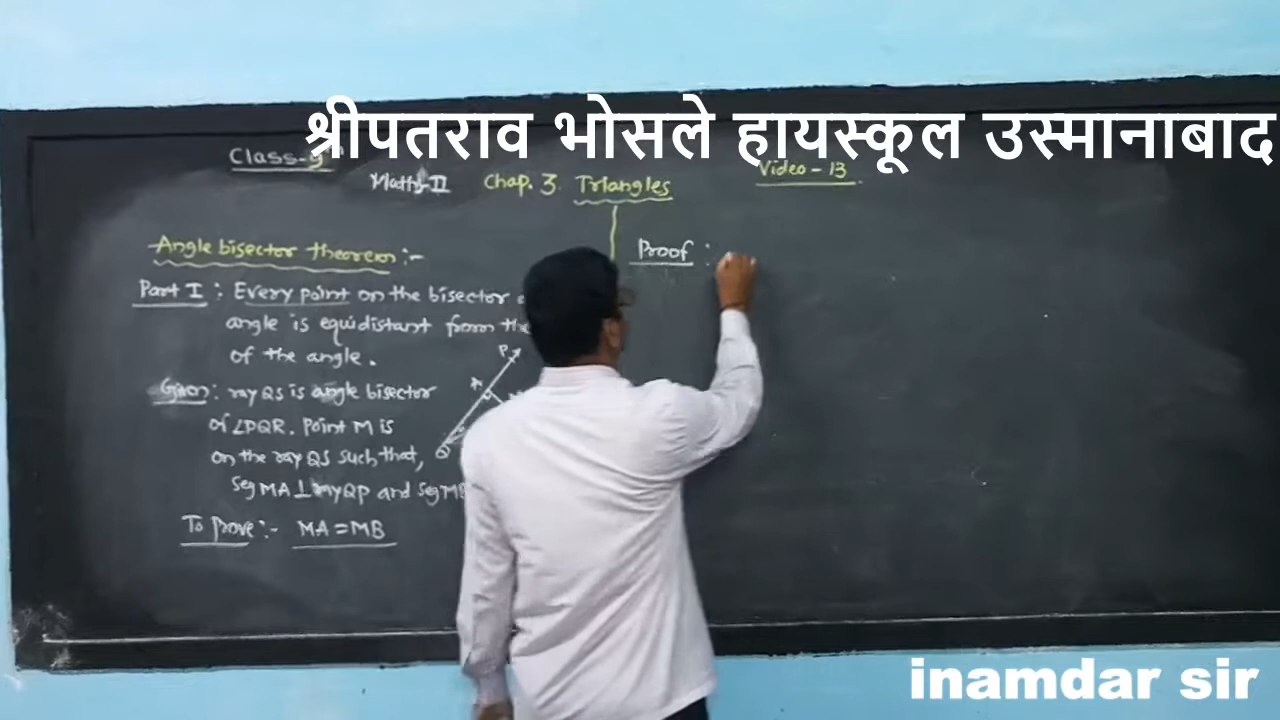 श्रीपतराव भोसले हायस्कूल उस्मानाबाद
Class-9th
Maths-II Chap. 3. Triangles
Video - 13.
Angle bisector theorem :-
Part I : Every point on the bisector
angle is equidistant from the
of the angle.
Given : ray QS is angle bisector
of ∠PQR. Point M is
on the ray QS such that,
Seg MA ⊥ ray QP and Seg MB
To prove :- MA = MB
P
A
Q
Proof :
inamdar sir